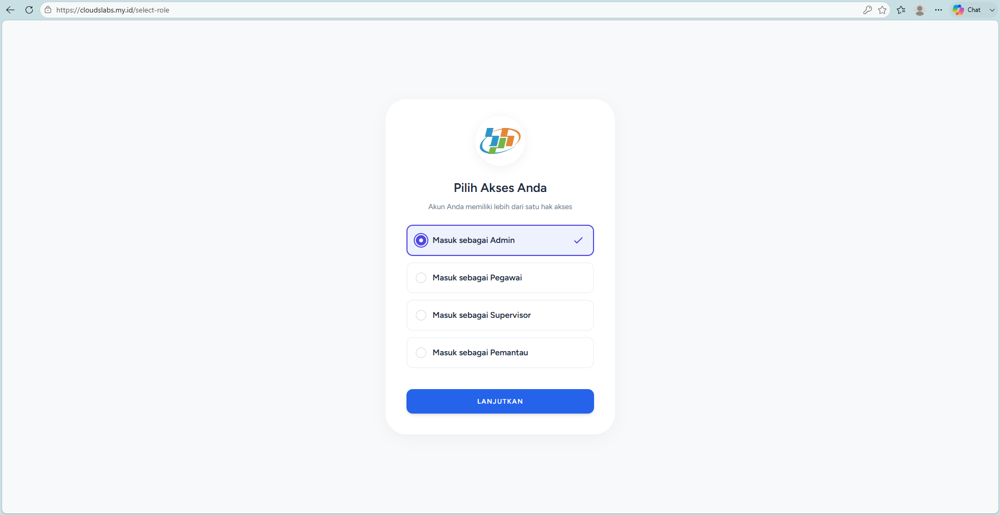 https://cloudslabs.my.id/select-role
Chat
Pilih Akses Anda
Akun Anda memiliki lebih dari satu hak akses
Masuk sebagai Admin
Masuk sebagai Pegawai
Masuk sebagai Supervisor
Masuk sebagai Pemantau
LANJUTKAN